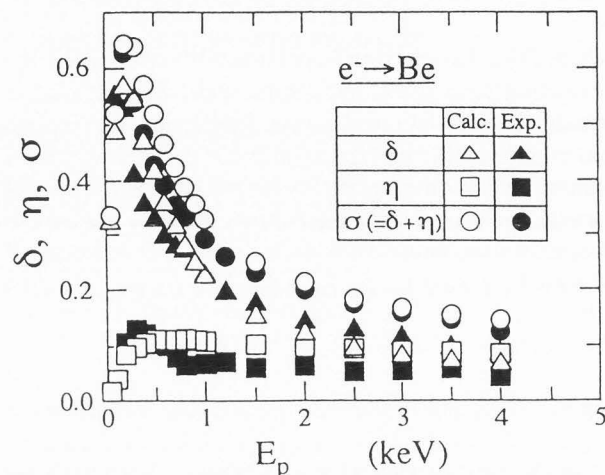 δ, η, σ
0.6
0.4
0.2
0.0
e⁻→Be
Calc. Exp.
δ △ ▲
η □ ■
σ (=δ+η) ○ ●
0 1 2 3 4 5
E_p (keV)